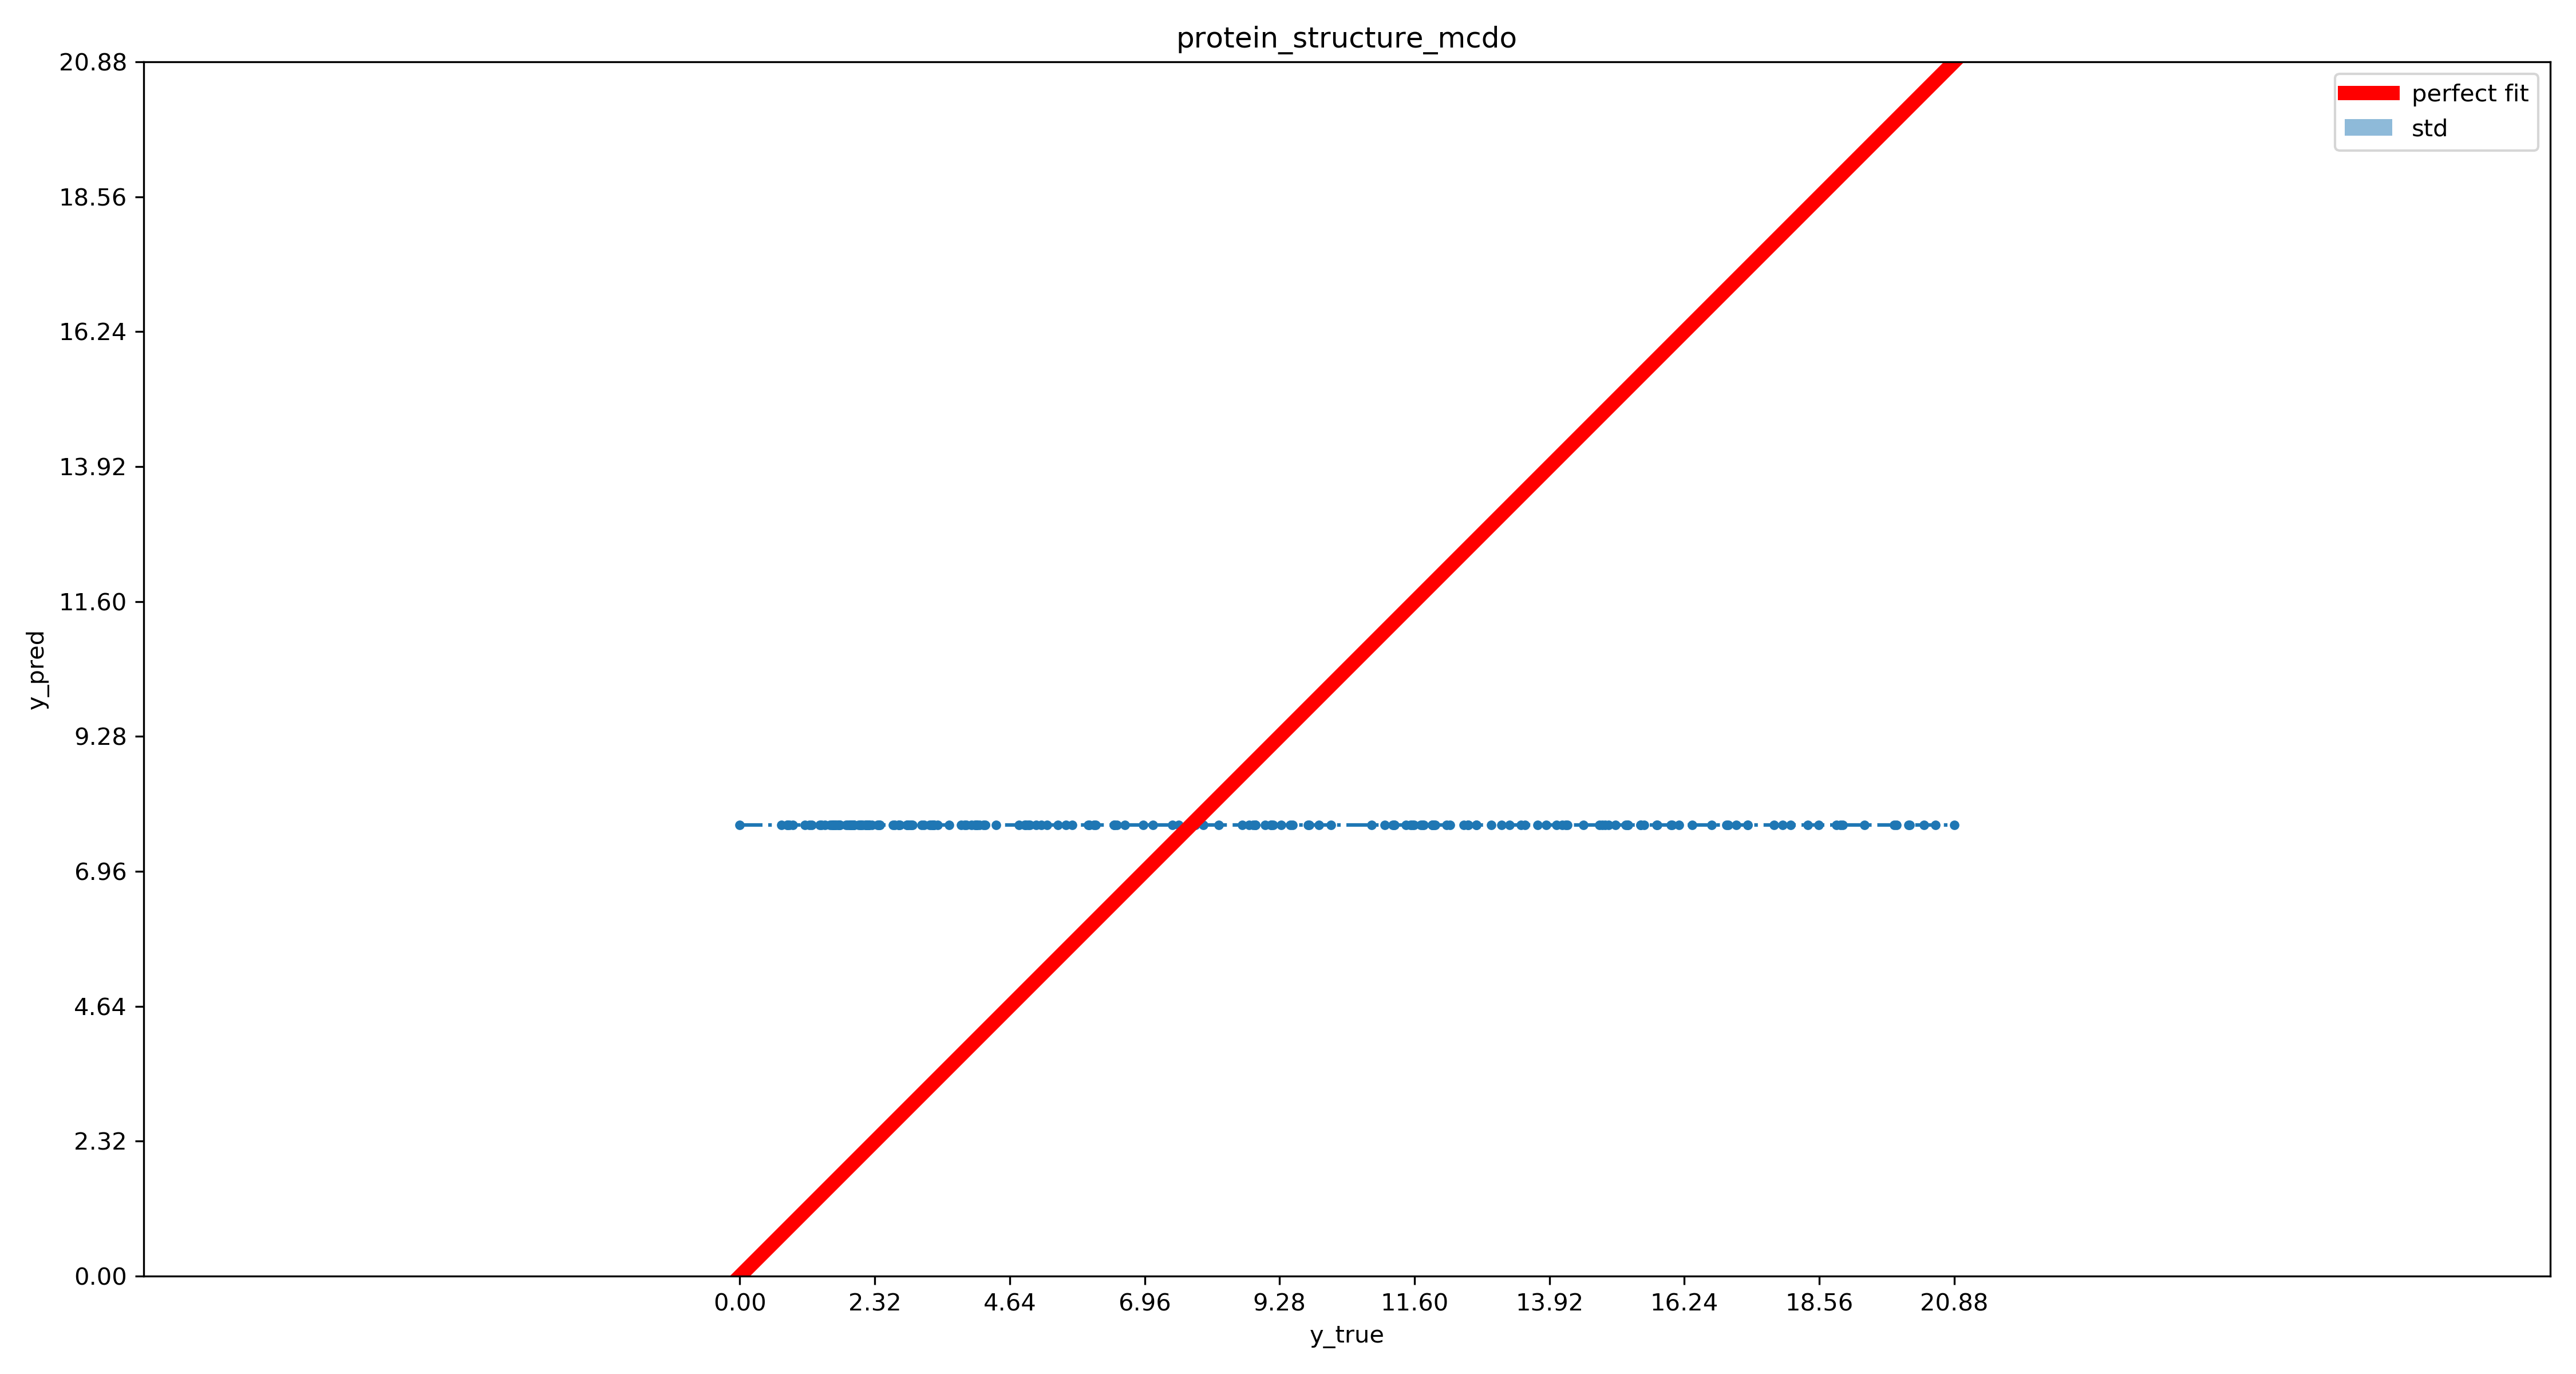 protein_structure_mcdo
perfect fit
std
20.88
18.56
16.24
13.92
11.60
9.28
6.96
4.64
2.32
0.00
y_pred
0.00 2.32 4.64 6.96 9.28 11.60 13.92 16.24 18.56 20.88
y_true